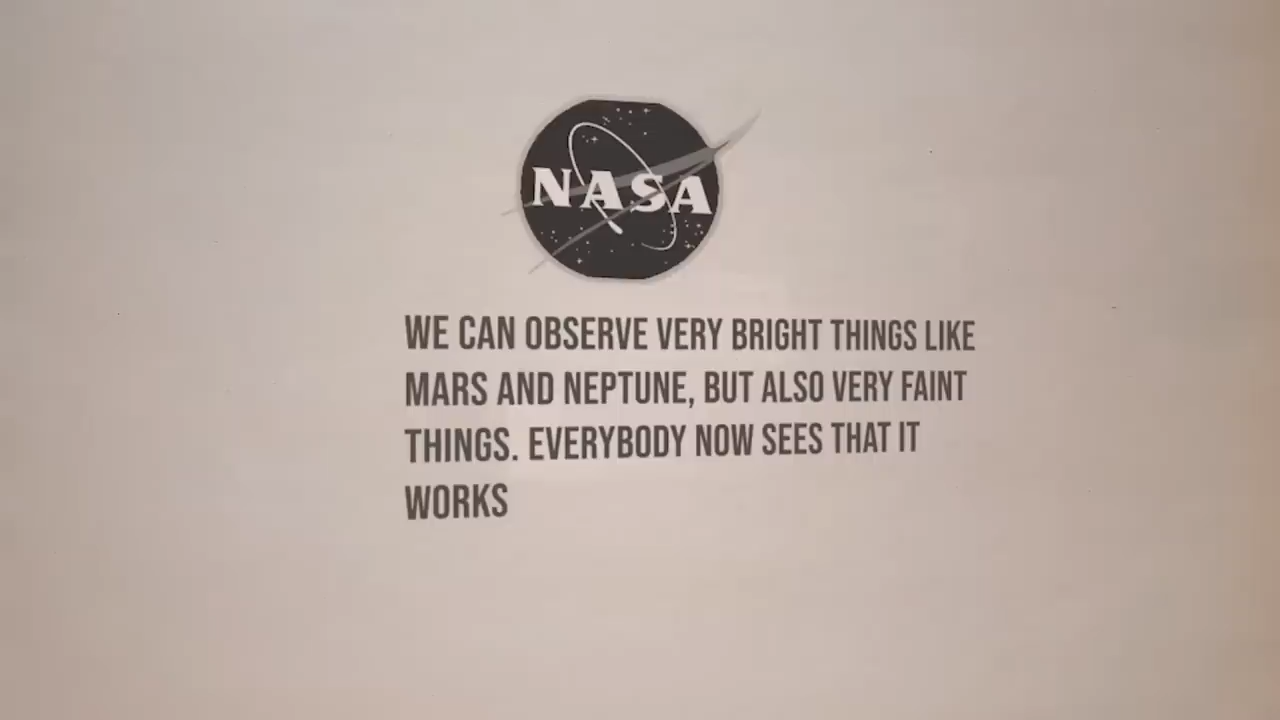 NASA
WE CAN OBSERVE VERY BRIGHT THINGS LIKE
MARS AND NEPTUNE, BUT ALSO VERY FAINT
THINGS. EVERYBODY NOW SEES THAT IT
WORKS